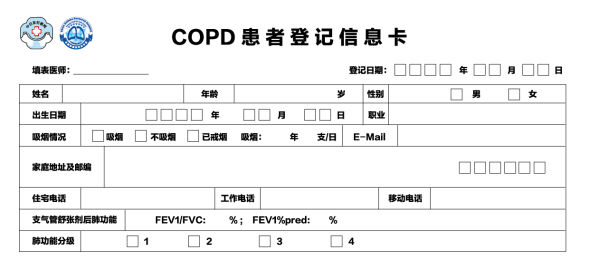 COPD 患者登记信息卡
填表医师：____________ 登记日期：□□□□ 年 □□ 月 □□ 日
姓名 年龄 岁 性别 □ 男 □ 女
出生日期 □□□□ 年 □□ 月 □□ 日 职业
吸烟情况 □ 吸烟 □ 不吸烟 □ 已戒烟 吸烟： 年 支/日 E-Mail
家庭地址及邮编 □□□□□□
住宅电话 工作电话 移动电话
支气管舒张剂后肺功能 FEV1/FVC: %； FEV1%pred: %
肺功能分级 □ 1 □ 2 □ 3 □ 4